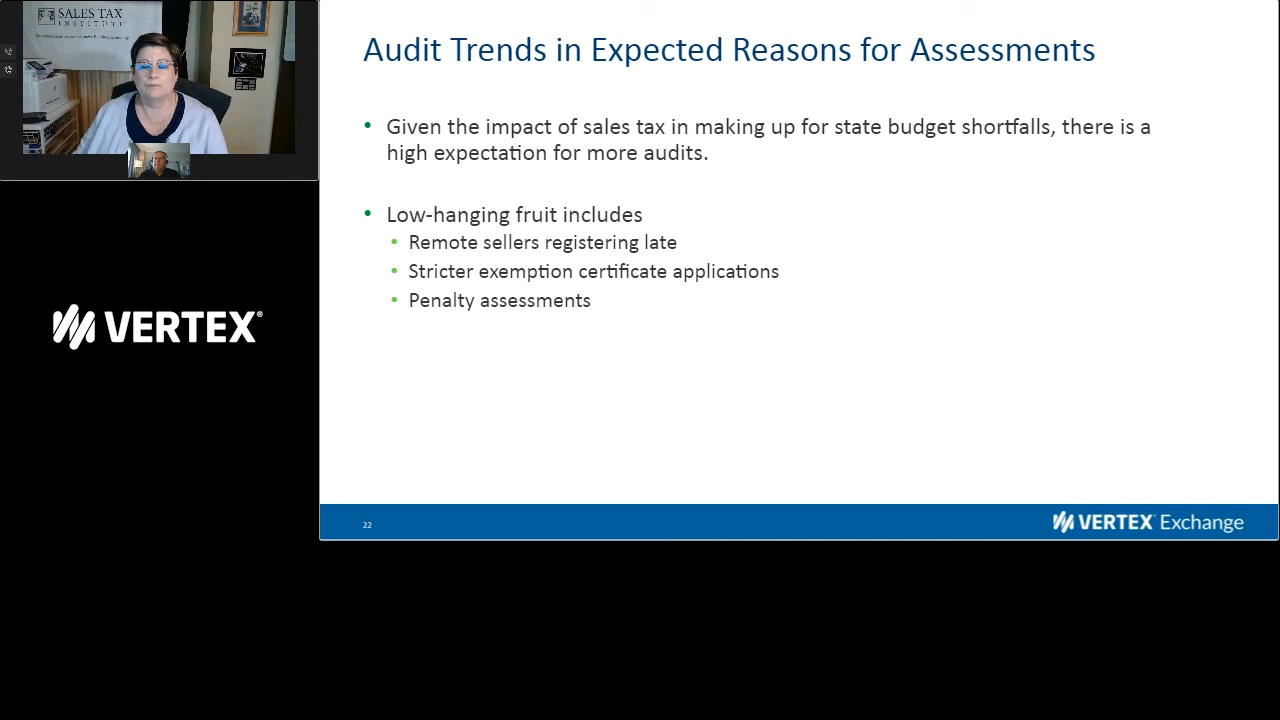 SALES TAX
INSTITUTE
Audit Trends in Expected Reasons for Assessments
• Given the impact of sales tax in making up for state budget shortfalls, there is a
high expectation for more audits.
• Low-hanging fruit includes
• Remote sellers registering late
• Stricter exemption certificate applications
• Penalty assessments
VERTEX®
22
VERTEX Exchange